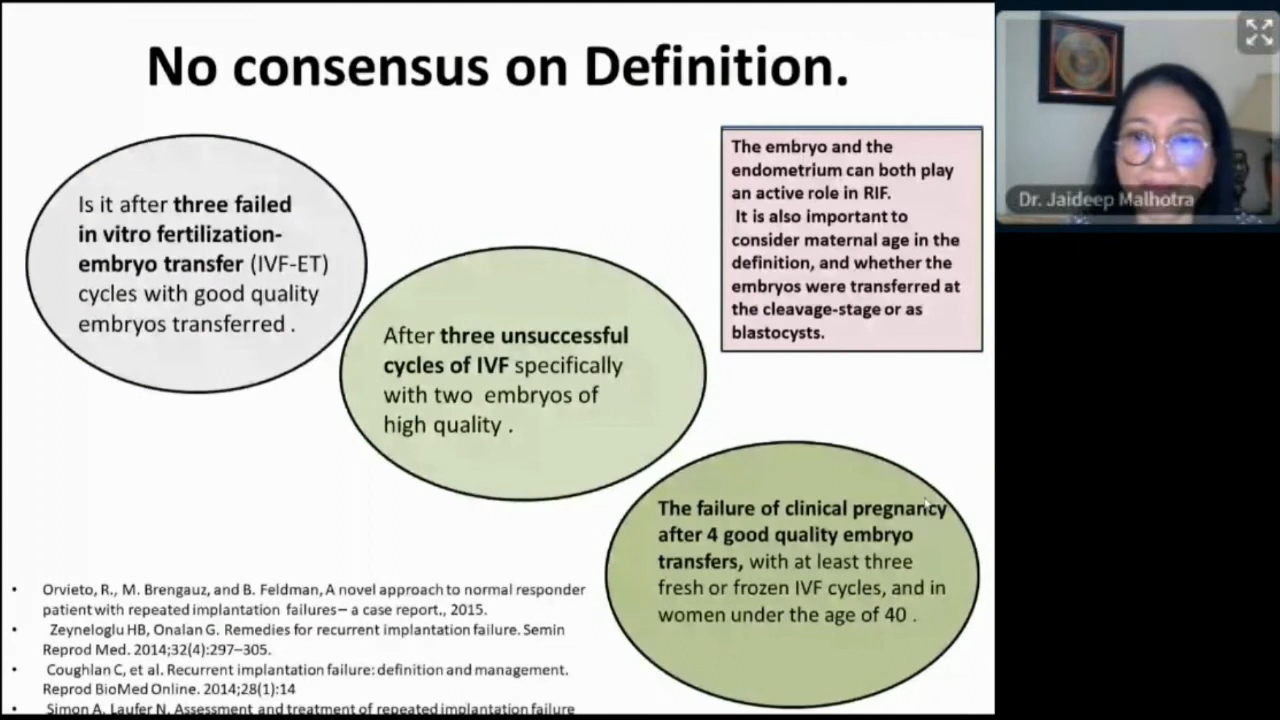 No consensus on Definition.
Is it after three failed
in vitro fertilization-
embryo transfer (IVF-ET)
cycles with good quality
embryos transferred .
After three unsuccessful
cycles of IVF specifically
with two embryos of
high quality .
The failure of clinical pregnancy
after 4 good quality embryo
transfers, with at least three
fresh or frozen IVF cycles, and in
women under the age of 40 .
The embryo and the
endometrium can both play
an active role in RIF.
It is also important to
consider maternal age in the
definition, and whether the
embryos were transferred at
the cleavage-stage or as
blastocysts.
• Orvieto, R., M. Brengauz, and B. Feldman, A novel approach to normal responder
patient with repeated implantation failures– a case report., 2015.
• Zeyneloglu HB, Onalan G. Remedies for recurrent implantation failure. Semin
Reprod Med. 2014;32(4):297–305.
• Coughlan C, et al. Recurrent implantation failure: definition and management.
Reprod BioMed Online. 2014;28(1):14
• Simon A, Laufer N. Assessment and treatment of repeated implantation failure
Dr. Jaideep Malhotra